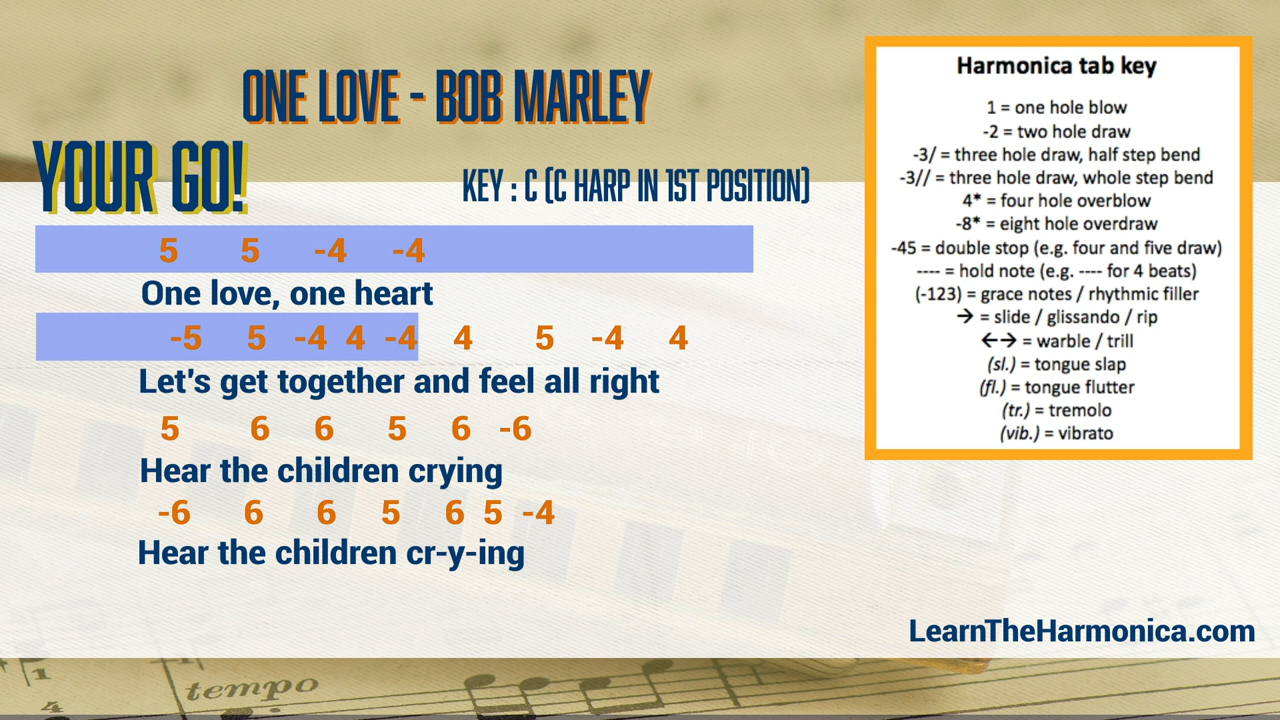 ONE LOVE - BOB MARLEY
YOUR GO!
KEY : C (C HARP IN 1ST POSITION)
5 5 -4 -4
One love, one heart
-5 5 -4 4 -4 4 5 -4 4
Let's get together and feel all right
5 6 6 5 6 -6
Hear the children crying
-6 6 6 5 6 5 -4
Hear the children cr-y-ing
Harmonica tab key
1 = one hole blow
-2 = two hole draw
-3/ = three hole draw, half step bend
-3// = three hole draw, whole step bend
4* = four hole overblow
-8* = eight hole overdraw
-45 = double stop (e.g. four and five draw)
---- = hold note (e.g. ---- for 4 beats)
(-123) = grace notes / rhythmic filler
→ = slide / glissando / rip
←→ = warble / trill
(sl.) = tongue slap
(fl.) = tongue flutter
(tr.) = tremolo
(vib.) = vibrato
LearnTheHarmonica.com
1
4
tempo